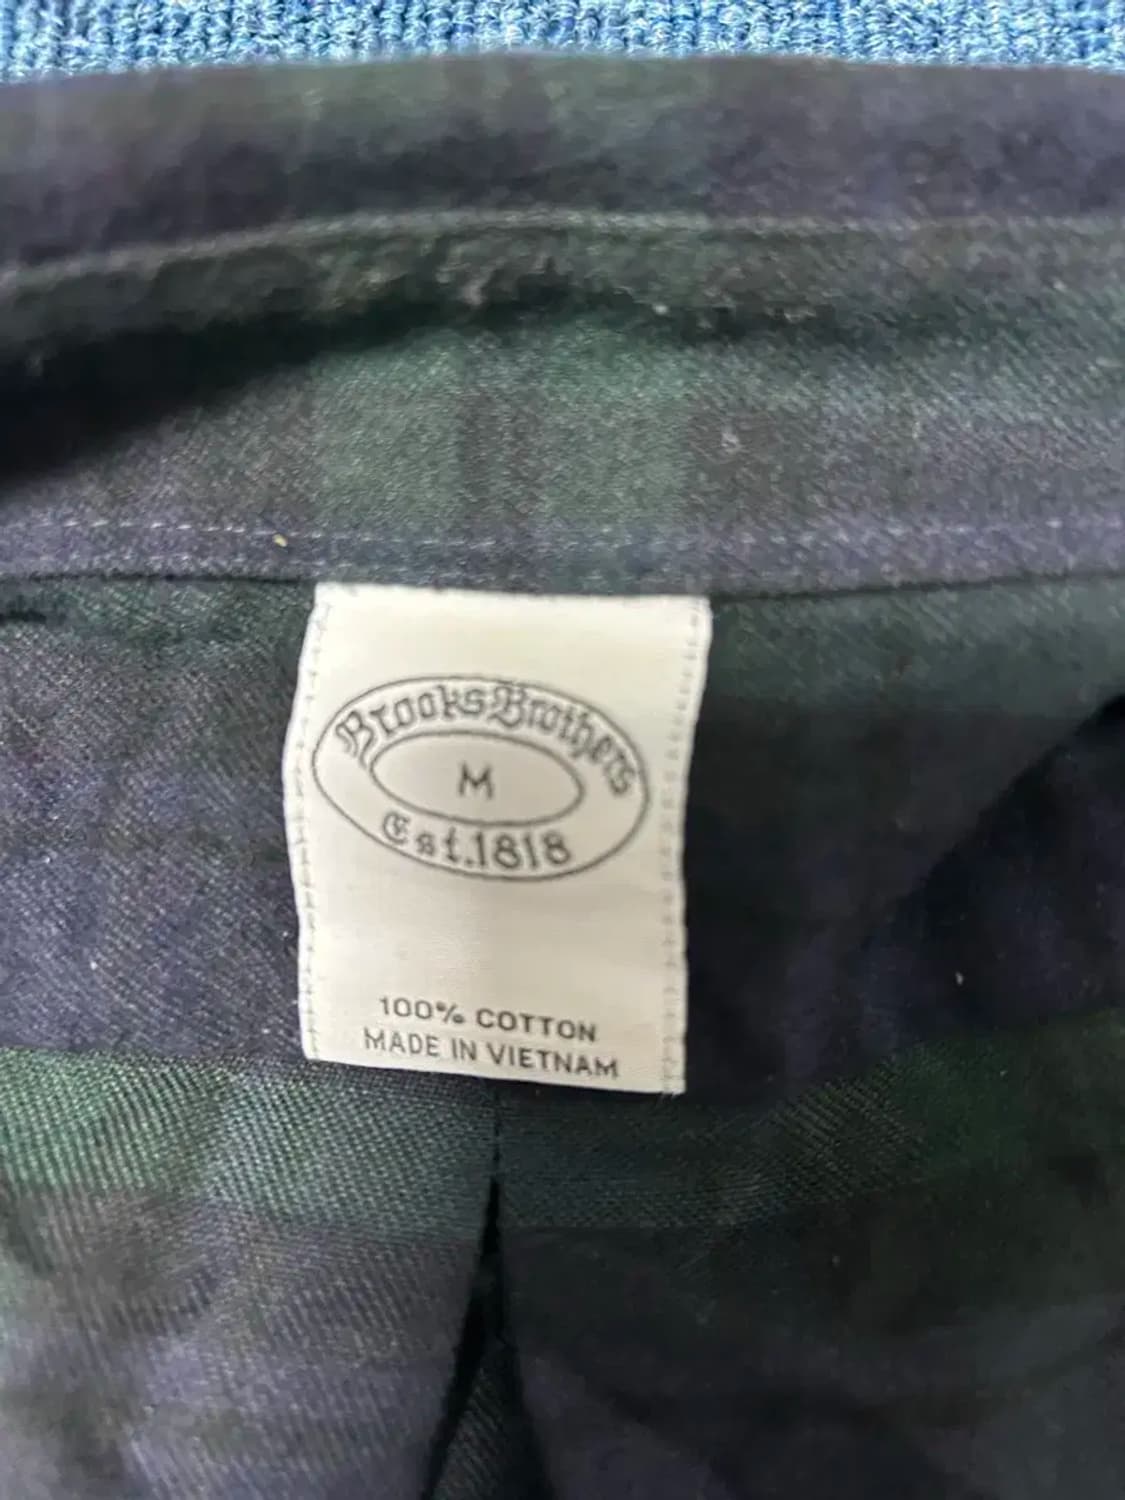 Brooks Brothers
M
Est. 1818
100% COTTON
MADE IN VIETNAM